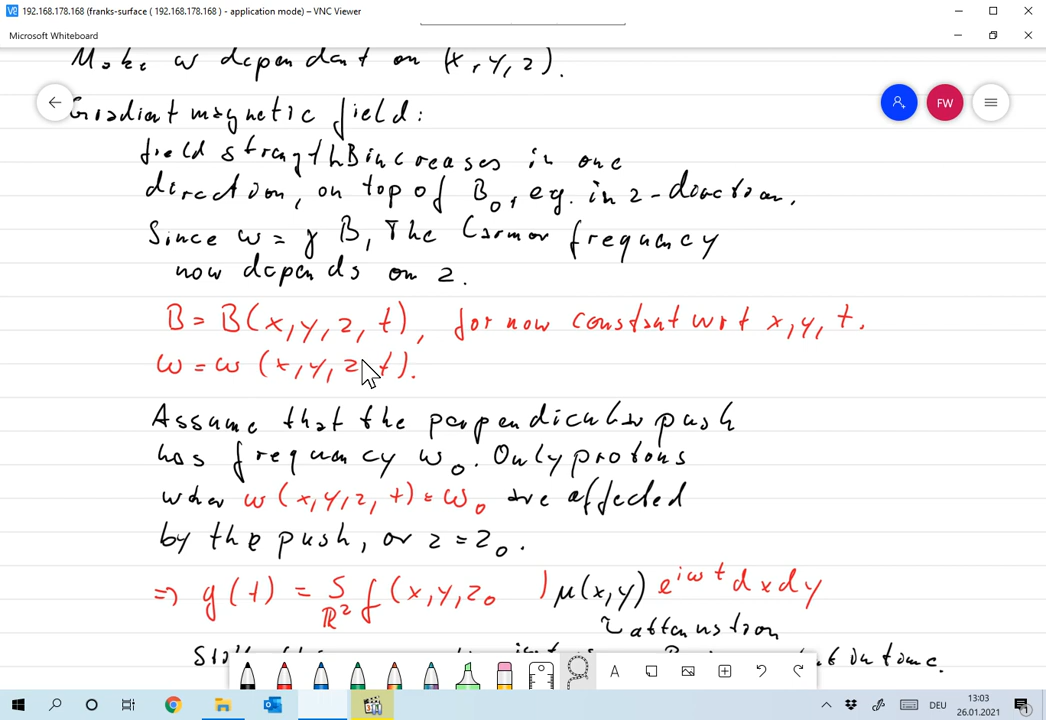 192.168.178.168 (franks-surface ( 192.168.178.168 ) - application mode) – VNC Viewer
Microsoft Whiteboard
Make ω dependant on (x, y, z).
Gradient magnetic field:
field strength B increases in one
direction, on top of B₀, eg. in z-direction.
Since ω = γ B, The Larmor frequency
now depends on z.
B = B(x, y, z, t), for now constant wrt x, y, t.
ω = ω (x, y, z, t).
Assume that the perpendicular push
has frequency ω₀. Only protons
when ω (x, y, z, t) = ω₀ are affected
by the push, or z = z₀.
=> g(t) = ∫_ℝ² f(x, y, z₀ ) μ(x, y) e^{iωt} dx dy
attenuation
FW
A
DEU
13:03
26.01.2021